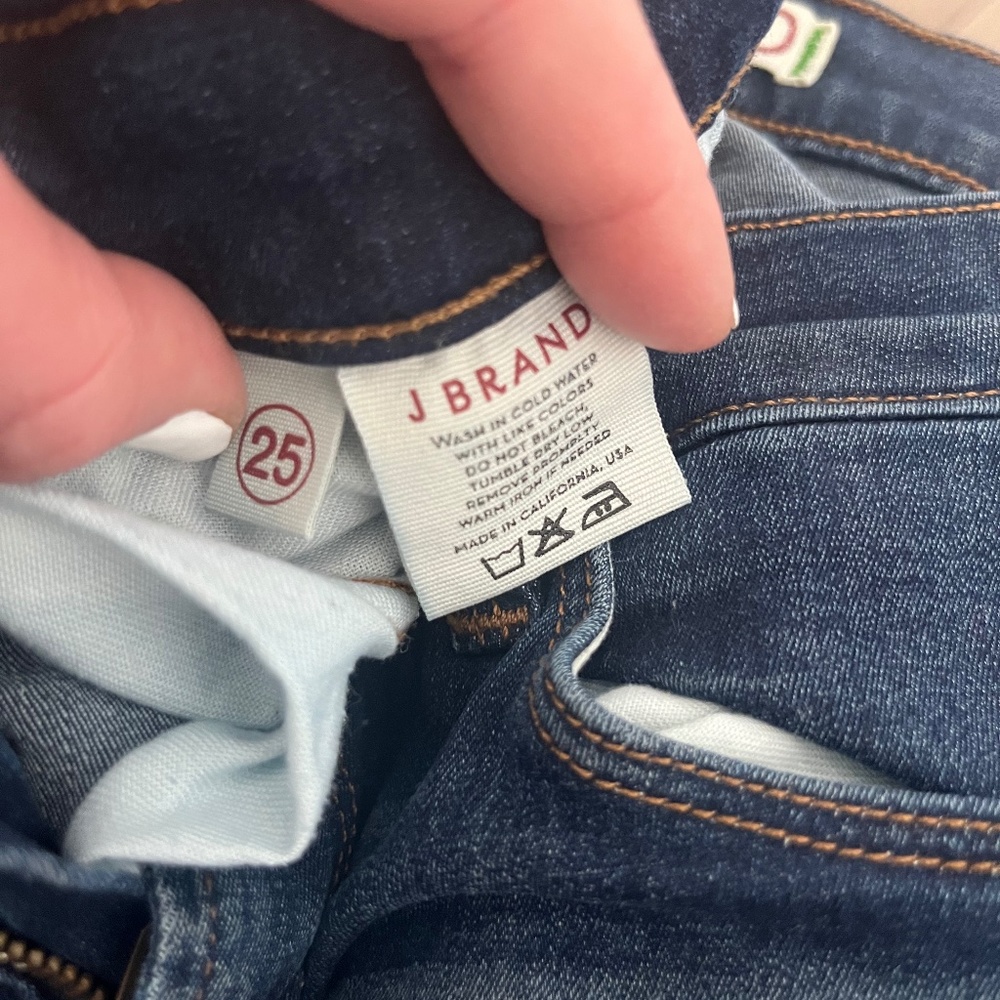 25
J BRAND
WASH IN COLD WATER
WITH LIKE COLORS
DO NOT BLEACH,
TUMBLE DRY LOW
REMOVE PROMPTLY
WARM IRON IF NEEDED
MADE IN CALIFORNIA, USA